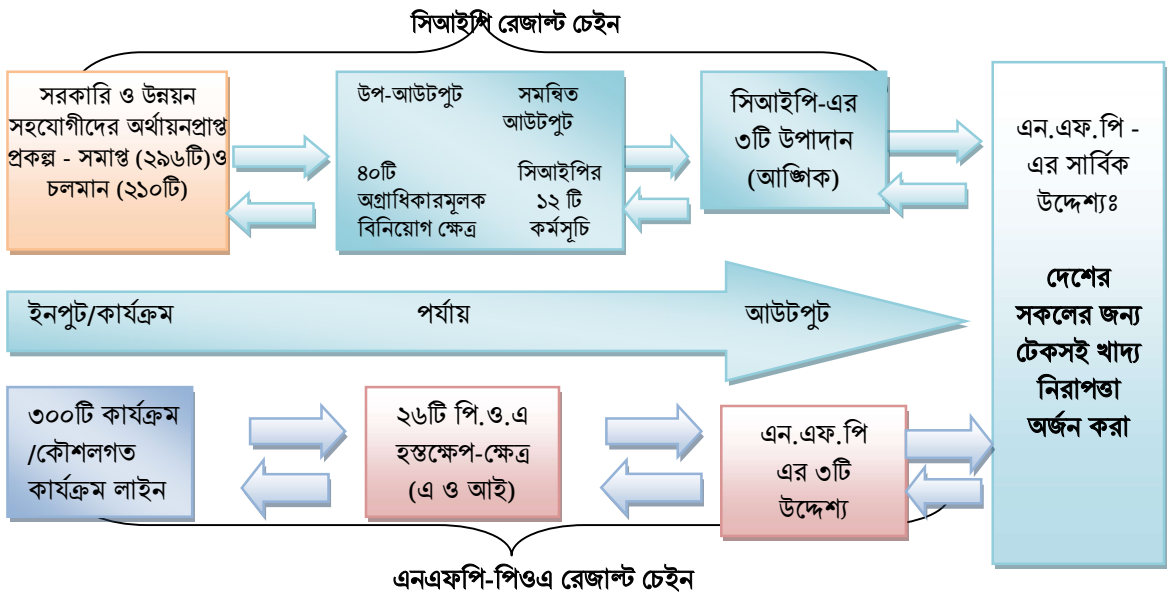 সিআইপি রেজাল্ট চেইন
সরকারি ও উন্নয়ন
সহযোগীদের অর্থায়নপ্রাপ্ত
প্রকল্প - সমাপ্ত (২৯৬টি)ও
চলমান (২১০টি)
উপ-আউটপুট
৪০টি
অগ্রাধিকারমূলক
বিনিয়োগ ক্ষেত্র
সমন্বিত
আউটপুট
সিআইপির
১২ টি
কর্মসূচি
সিআইপি-এর
৩টি উপাদান
(আঙ্গিক)
এন.এফ.পি -
এর সার্বিক
উদ্দেশ্যঃ
দেশের
সকলের জন্য
টেকসই খাদ্য
নিরাপত্তা
অর্জন করা
ইনপুট/কার্যক্রম
পর্যায়
আউটপুট
৩০০টি কার্যক্রম
/কৌশলগত
কার্যক্রম লাইন
২৬টি পি.ও.এ
হস্তক্ষেপ-ক্ষেত্র
(এ ও আই)
এন.এফ.পি
এর ৩টি
উদ্দেশ্য
এনএফপি-পিওএ রেজাল্ট চেইন